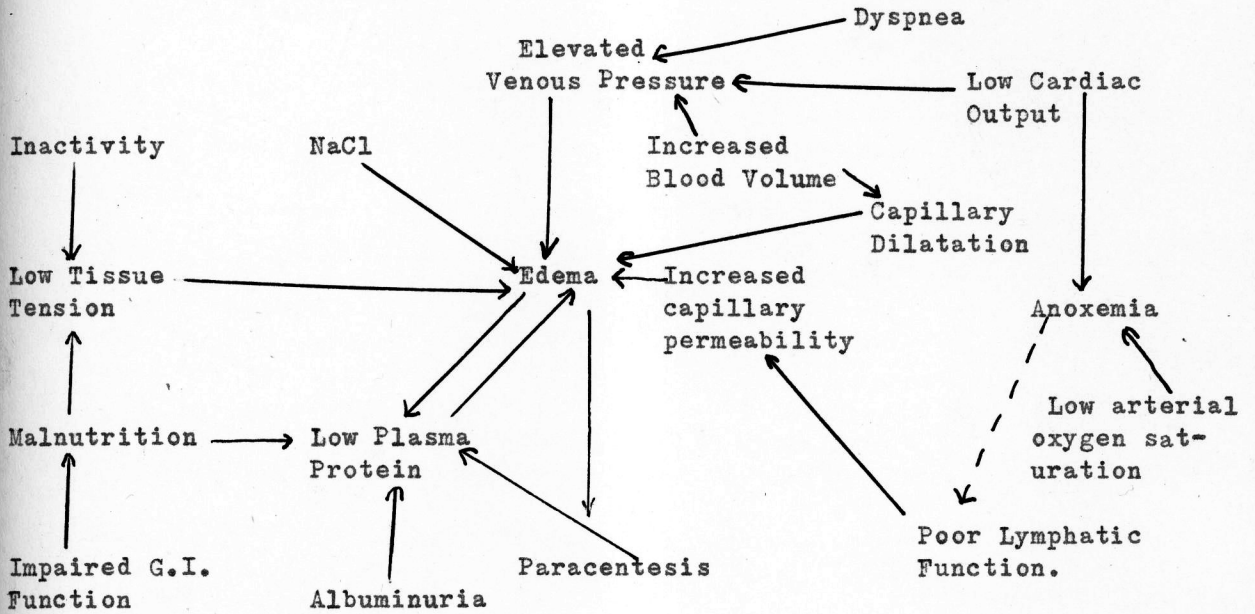 Dyspnea
Elevated
Venous Pressure
Low Cardiac
Output
Inactivity
NaCl
Increased
Blood Volume
Capillary
Dilatation
Low Tissue
Tension
Edema
Increased
capillary
permeability
Anoxemia
Low arterial
oxygen sat-
uration
Malnutrition
Low Plasma
Protein
Poor Lymphatic
Function.
Impaired G.I.
Function
Albuminuria
Paracentesis